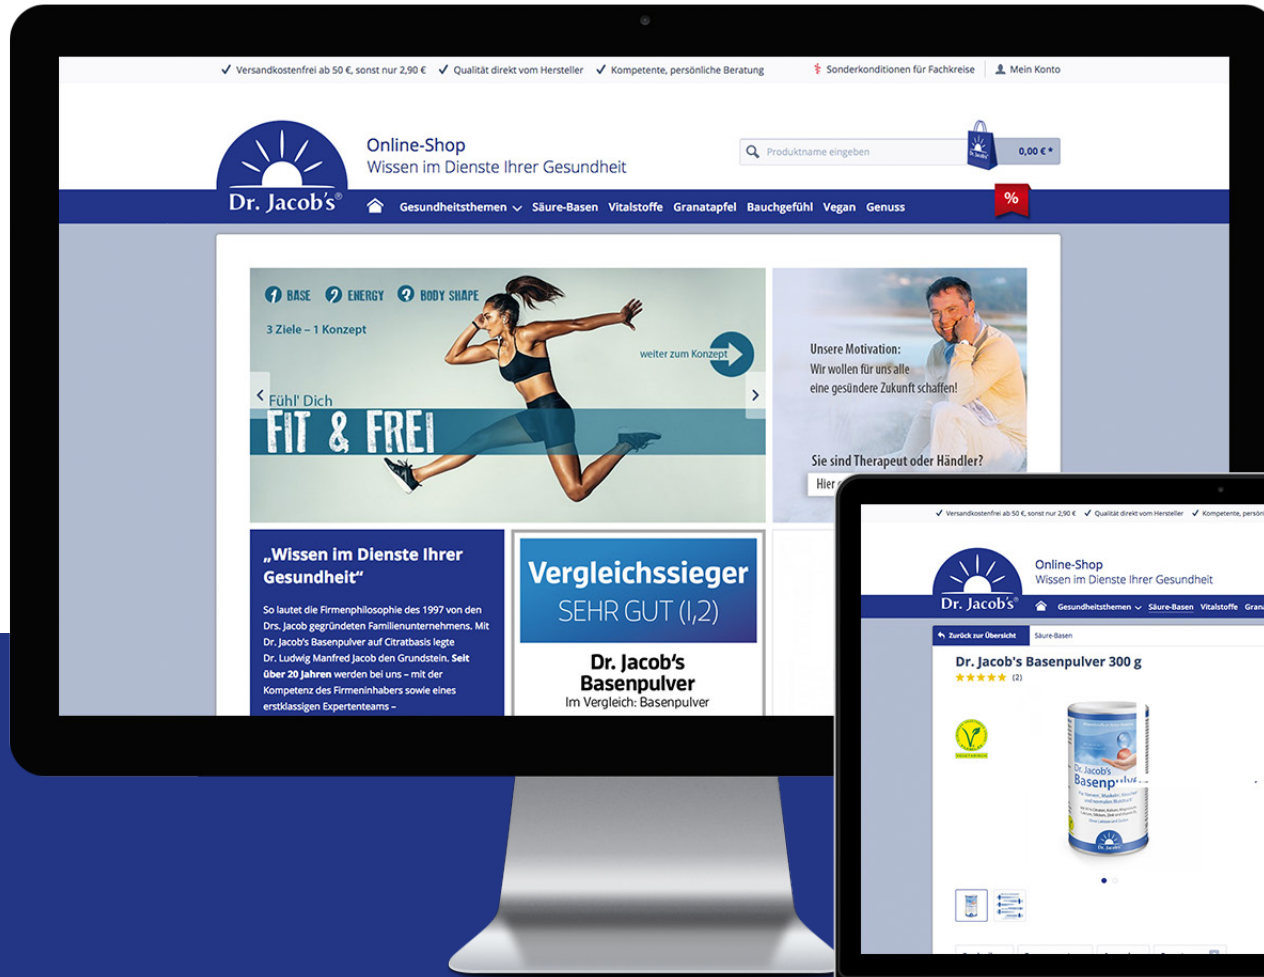 Versandkostenfrei ab 50 €, sonst nur 2,90 € Qualität direkt vom Hersteller Kompetente, persönliche Beratung Sonderkonditionen für Fachkreise Mein Konto
Online-Shop
Wissen im Dienste Ihrer Gesundheit
Produktname eingeben
0,00 € *
Dr. Jacob's®
Gesundheitsthemen Säure-Basen Vitalstoffe Granatapfel Bauchgefühl Vegan Genuss
%
1 BASE 2 ENERGY 3 BODY SHAPE
3 Ziele – 1 Konzept
weiter zum Konzept
Fühl' Dich
FIT & FREI
Unsere Motivation:
Wir wollen für uns alle
eine gesündere Zukunft schaffen!
Sie sind Therapeut oder Händler?
Hier
„Wissen im Dienste Ihrer
Gesundheit“
So lautet die Firmenphilosophie des 1997 von den
Drs. Jacob gegründeten Familienunternehmens. Mit
Dr. Jacob's Basenpulver auf Citratbasis legte
Dr. Ludwig Manfred Jacob den Grundstein. Seit
über 20 Jahren werden bei uns – mit der
Kompetenz des Firmeninhabers sowie eines
erstklassigen Expertenteams –
Vergleichssieger
SEHR GUT (1,2)
Dr. Jacob's
Basenpulver
Im Vergleich: Basenpulver
Versandkostenfrei ab 50 €, sonst nur 2,90 € Qualität direkt vom Hersteller Kompetente, persön
Online-Shop
Wissen im Dienste Ihrer Gesundheit
Dr. Jacob's®
Gesundheitsthemen Säure-Basen Vitalstoffe Grana
Zurück zur Übersicht Säure-Basen
Dr. Jacob's Basenpulver 300 g
(2)
Dr. Jacob's
Basenpulve
Dr. Jacob's